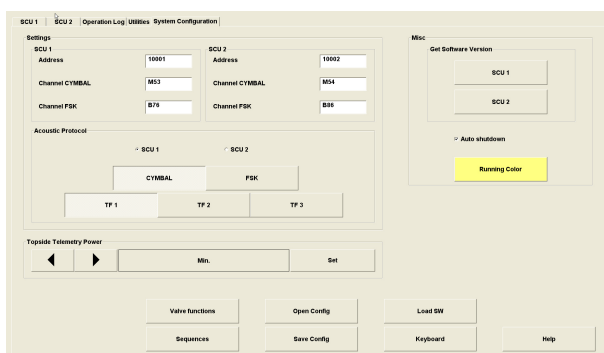 SCU 1 SCU 2 Operation Log Utilities System Configuration
Settings
SCU 1
Address 10001
Channel CYMBAL M53
Channel FSK B76
SCU 2
Address 10002
Channel CYMBAL M54
Channel FSK B86
Acoustic Protocol
SCU 1 SCU 2
CYMBAL FSK
TF 1 TF 2 TF 3
Topside Telemetry Power
Min. Set
Misc
Get Software Version
SCU 1
SCU 2
Auto shutdown
Running Color
Valve functions Open Config Load SW
Sequences Save Config Keyboard Help